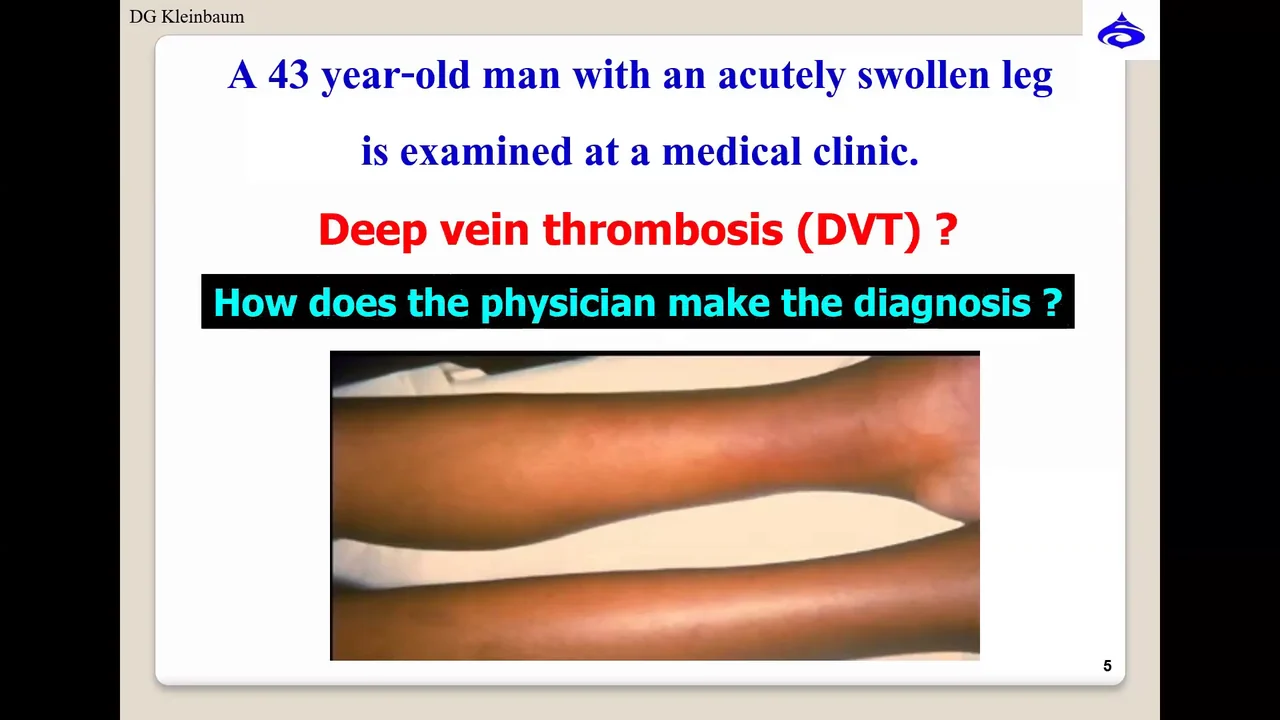 DG Kleinbaum
A 43 year-old man with an acutely swollen leg
is examined at a medical clinic.
Deep vein thrombosis (DVT) ?
How does the physician make the diagnosis ?
5